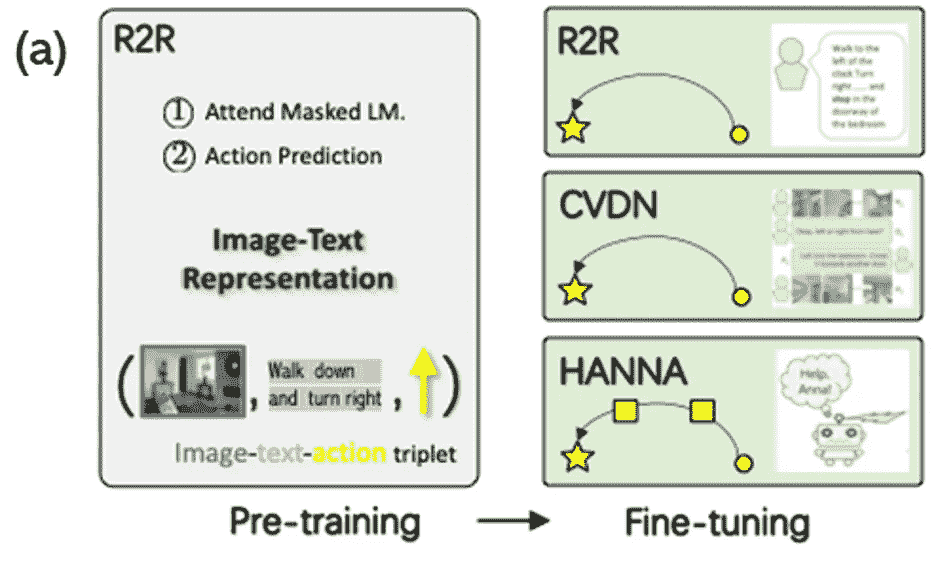 (a)
R2R
① Attend Masked LM.
② Action Prediction
Image-Text
Representation
( , Walk down
and turn right , )
Image-text-action triplet
Pre-training
R2R
Walk to the
left of the
clock Turn
right ___ and
stop in the
doorway of
the bedroom
CVDN
HANNA
Help,
Anna!
Fine-tuning